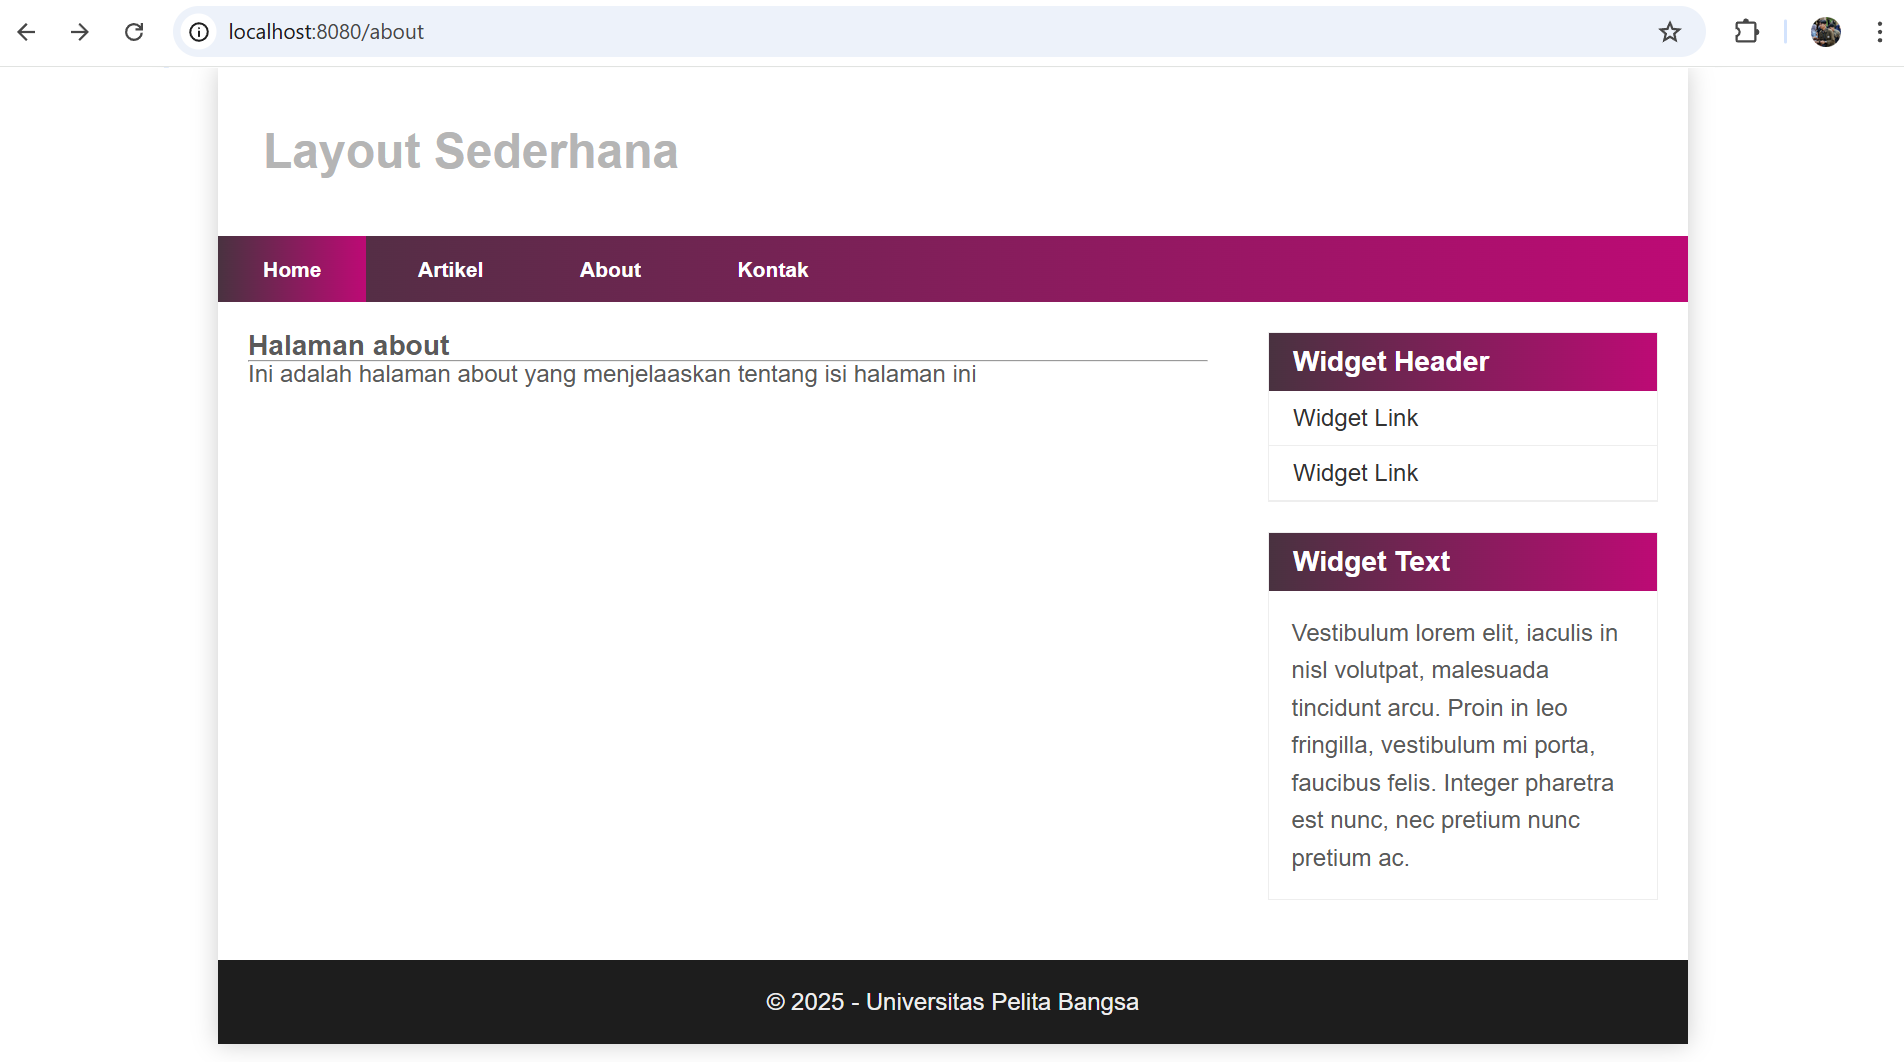 localhost:8080/about
Layout Sederhana
Home Artikel About Kontak
Halaman about
Ini adalah halaman about yang menjelaaskan tentang isi halaman ini
Widget Header
Widget Link
Widget Link
Widget Text
Vestibulum lorem elit, iaculis in
nisl volutpat, malesuada
tincidunt arcu. Proin in leo
fringilla, vestibulum mi porta,
faucibus felis. Integer pharetra
est nunc, nec pretium nunc
pretium ac.
© 2025 - Universitas Pelita Bangsa